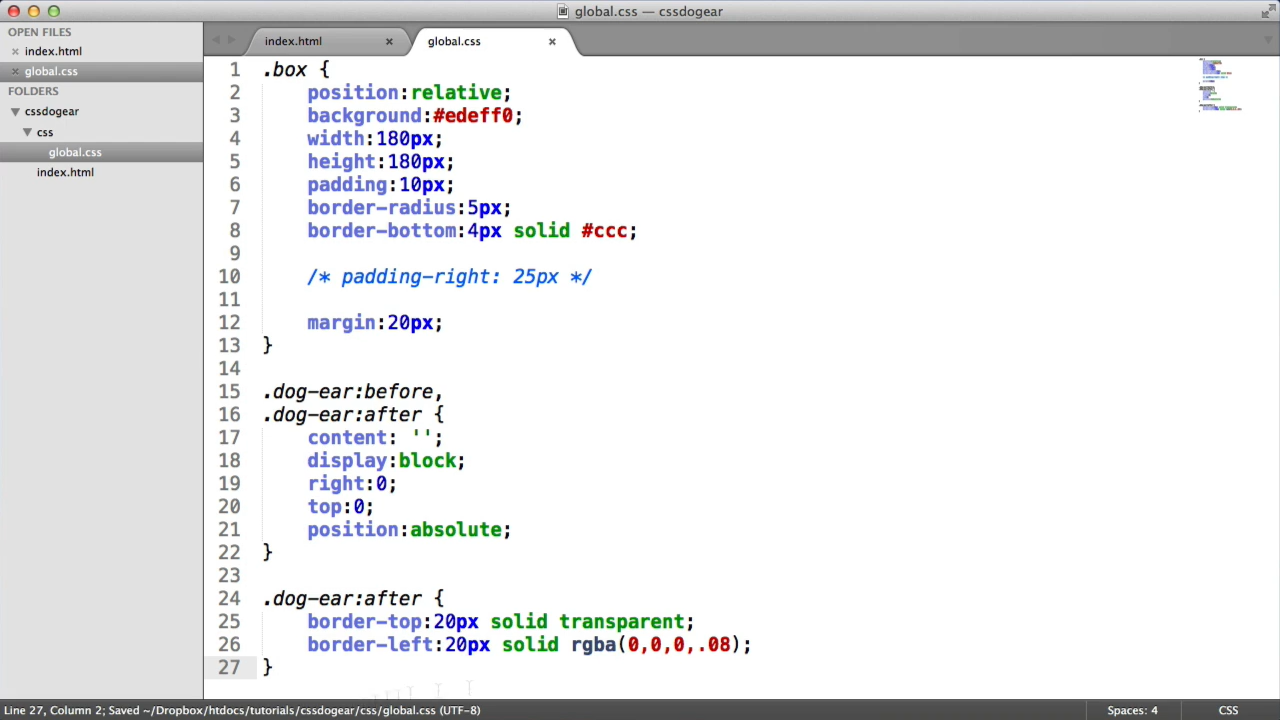 global.css — cssdogear
OPEN FILES
index.html
global.css
FOLDERS
cssdogear
css
global.css
index.html
index.html
global.css
1 .box {
2 position:relative;
3 background:#edeff0;
4 width:180px;
5 height:180px;
6 padding:10px;
7 border-radius:5px;
8 border-bottom:4px solid #ccc;
9
10 /* padding-right: 25px */
11
12 margin:20px;
13 }
14
15 .dog-ear:before,
16 .dog-ear:after {
17 content: '';
18 display:block;
19 right:0;
20 top:0;
21 position:absolute;
22 }
23
24 .dog-ear:after {
25 border-top:20px solid transparent;
26 border-left:20px solid rgba(0,0,0,.08);
27 }
Line 27, Column 2; Saved ~/Dropbox/htdocs/tutorials/cssdogear/css/global.css (UTF-8)
Spaces: 4
CSS